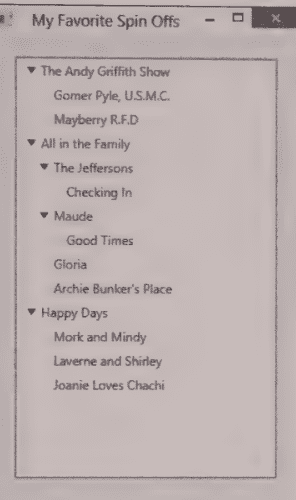 My Favorite Spin Offs
The Andy Griffith Show
Gomer Pyle, U.S.M.C.
Mayberry R.F.D
All in the Family
The Jeffersons
Checking In
Maude
Good Times
Gloria
Archie Bunker's Place
Happy Days
Mork and Mindy
Laverne and Shirley
Joanie Loves Chachi